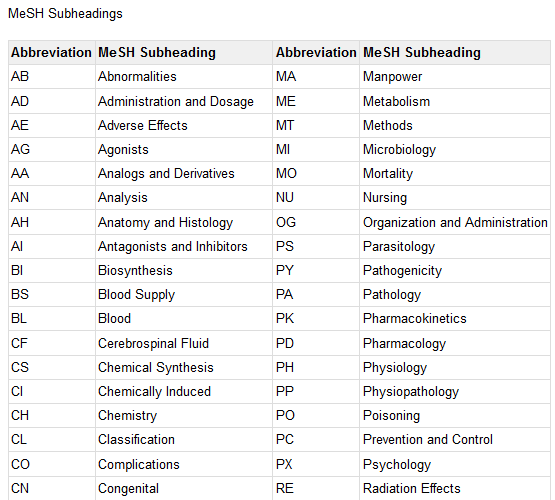 MeSH Subheadings
Abbreviation MeSH Subheading Abbreviation MeSH Subheading
AB Abnormalities MA Manpower
AD Administration and Dosage ME Metabolism
AE Adverse Effects MT Methods
AG Agonists MI Microbiology
AA Analogs and Derivatives MO Mortality
AN Analysis NU Nursing
AH Anatomy and Histology OG Organization and Administration
AI Antagonists and Inhibitors PS Parasitology
BI Biosynthesis PY Pathogenicity
BS Blood Supply PA Pathology
BL Blood PK Pharmacokinetics
CF Cerebrospinal Fluid PD Pharmacology
CS Chemical Synthesis PH Physiology
CI Chemically Induced PP Physiopathology
CH Chemistry PO Poisoning
CL Classification PC Prevention and Control
CO Complications PX Psychology
CN Congenital RE Radiation Effects